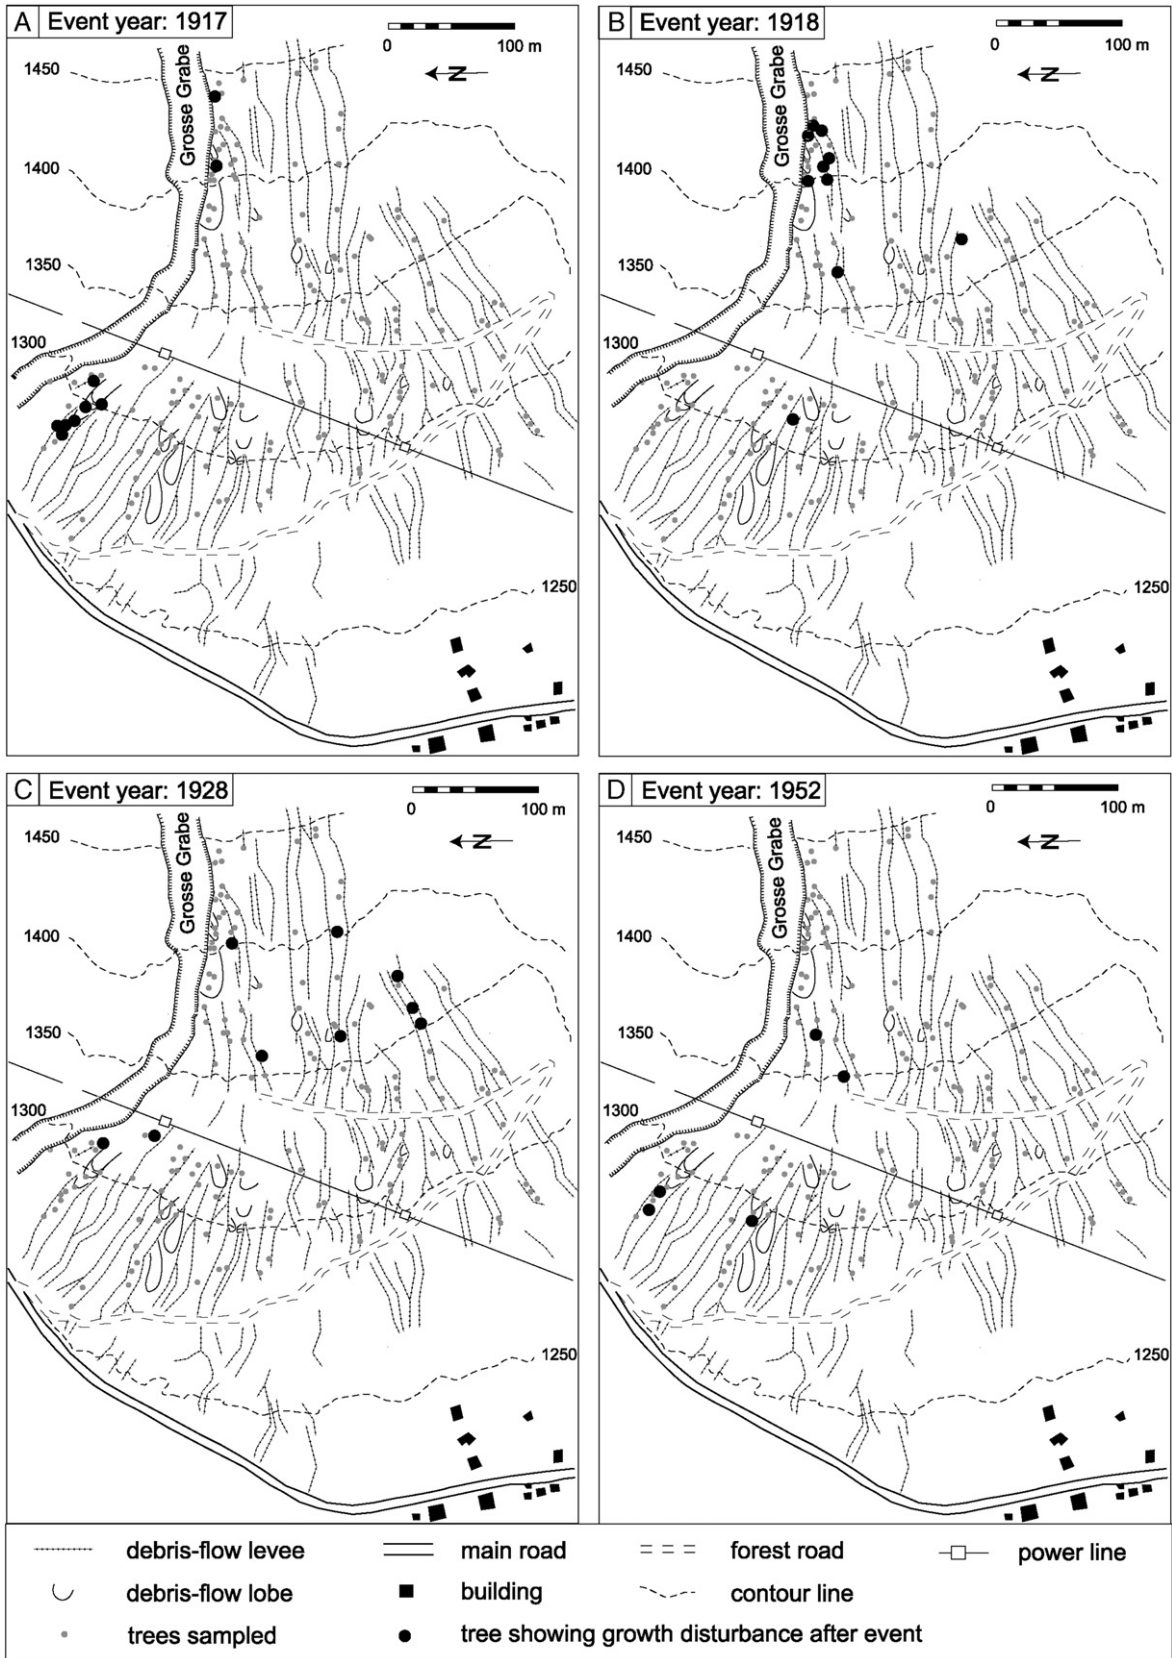 A Event year: 1917
0 100 m
N
Grosse Grabe
1450
1400
1350
1300
1250
B Event year: 1918
0 100 m
N
Grosse Grabe
1450
1400
1350
1300
1250
C Event year: 1928
0 100 m
N
Grosse Grabe
1450
1400
1350
1300
1250
D Event year: 1952
0 100 m
N
Grosse Grabe
1450
1400
1350
1300
1250
debris-flow levee main road forest road power line
debris-flow lobe building contour line
trees sampled tree showing growth disturbance after event